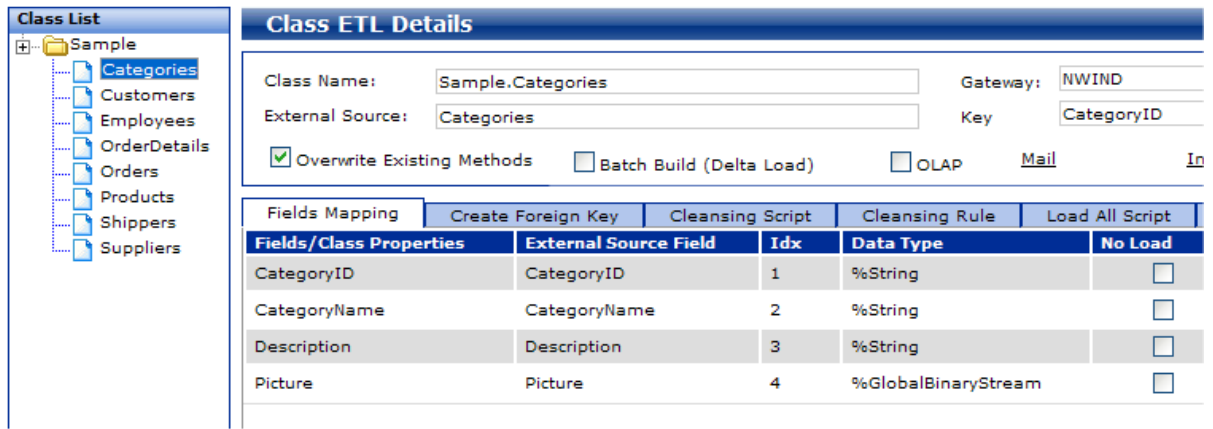 Class List
Sample
Categories
Customers
Employees
OrderDetails
Orders
Products
Shippers
Suppliers
Class ETL Details
Class Name: Sample.Categories Gateway: NWIND
External Source: Categories Key CategoryID
Overwrite Existing Methods Batch Build (Delta Load) OLAP Mail In
Fields Mapping Create Foreign Key Cleansing Script Cleansing Rule Load All Script
Fields/Class Properties External Source Field Idx Data Type No Load
CategoryID CategoryID 1 %String
CategoryName CategoryName 2 %String
Description Description 3 %String
Picture Picture 4 %GlobalBinaryStream